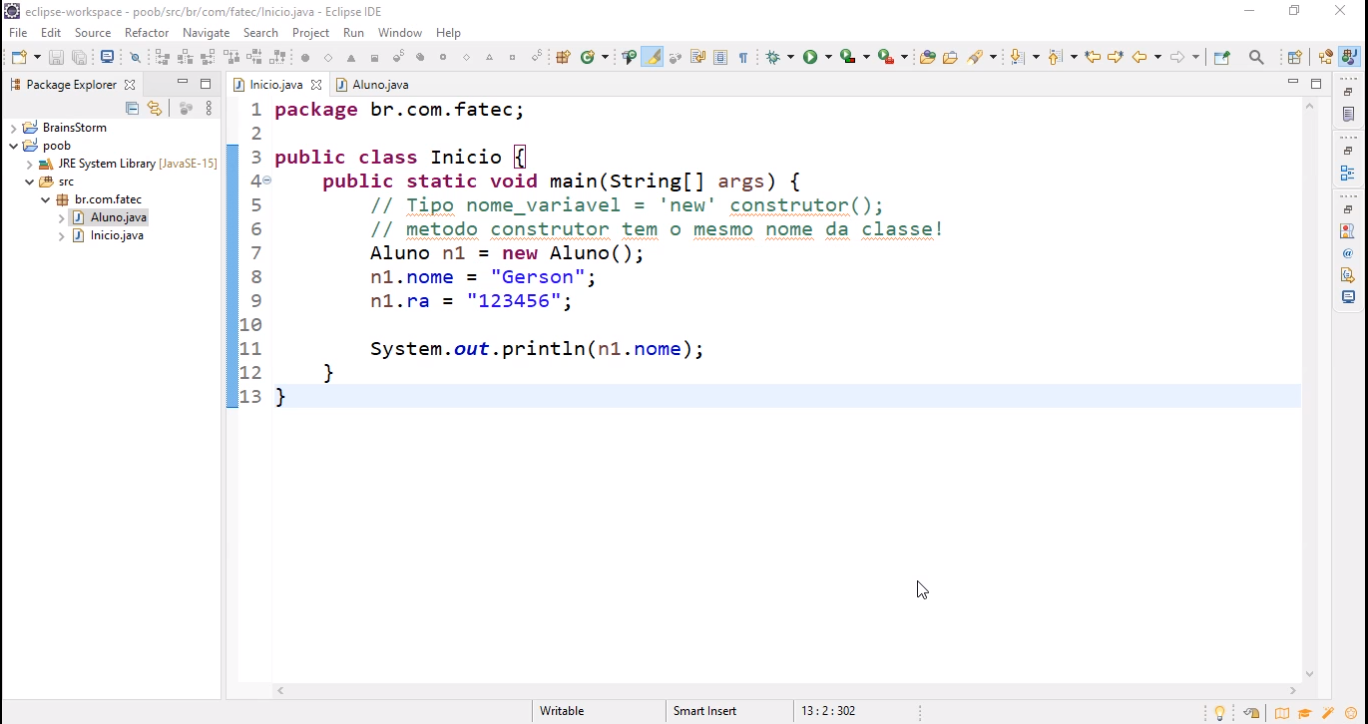 eclipse-workspace - poob/src/br/com/fatec/Inicio.java - Eclipse IDE
File Edit Source Refactor Navigate Search Project Run Window Help
Package Explorer
Inicio.java Aluno.java
BrainsStorm
poob
JRE System Library [JavaSE-15]
src
br.com.fatec
Aluno.java
Inicio.java
1 package br.com.fatec;
2
3 public class Inicio {
4 public static void main(String[] args) {
5 // Tipo nome_variavel = 'new' construtor();
6 // metodo construtor tem o mesmo nome da classe!
7 Aluno n1 = new Aluno();
8 n1.nome = "Gerson";
9 n1.ra = "123456";
10
11 System.out.println(n1.nome);
12 }
13 }
Writable Smart Insert 13 : 2 : 302